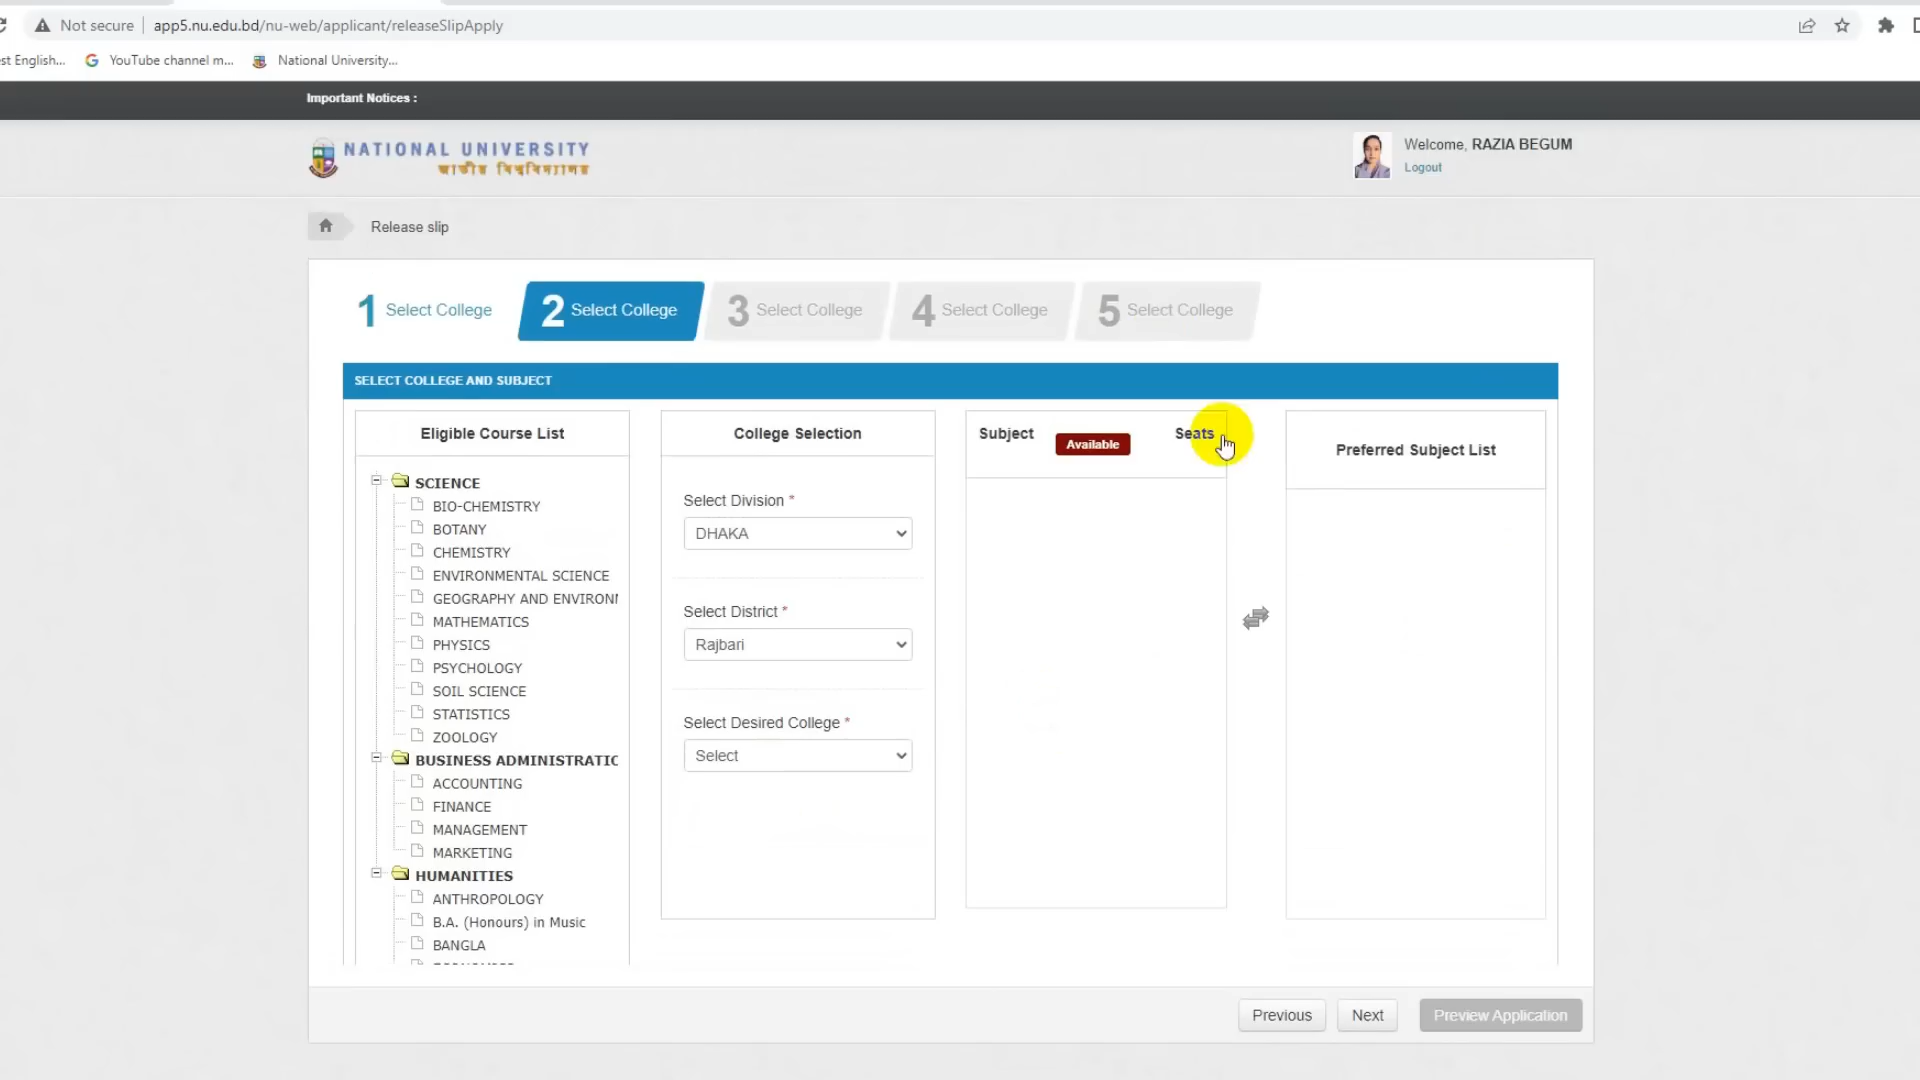 Not secure
app5.nu.edu.bd/nu-web/applicant/releaseSlipApply
st English...
YouTube channel m...
National University...
Important Notices :
NATIONAL UNIVERSITY
জাতীয় বিশ্ববিদ্যালয়
Welcome, RAZIA BEGUM
Logout
Release slip
1 Select College
2 Select College
3 Select College
4 Select College
5 Select College
SELECT COLLEGE AND SUBJECT
Eligible Course List
SCIENCE
BIO-CHEMISTRY
BOTANY
CHEMISTRY
ENVIRONMENTAL SCIENCE
GEOGRAPHY AND ENVIRON
MATHEMATICS
PHYSICS
PSYCHOLOGY
SOIL SCIENCE
STATISTICS
ZOOLOGY
BUSINESS ADMINISTRATIO
ACCOUNTING
FINANCE
MANAGEMENT
MARKETING
HUMANITIES
ANTHROPOLOGY
B.A. (Honours) in Music
BANGLA
College Selection
Select Division *
DHAKA
Select District *
Rajbari
Select Desired College *
Select
Subject
Available
Seats
Preferred Subject List
Previous
Next
Preview Application